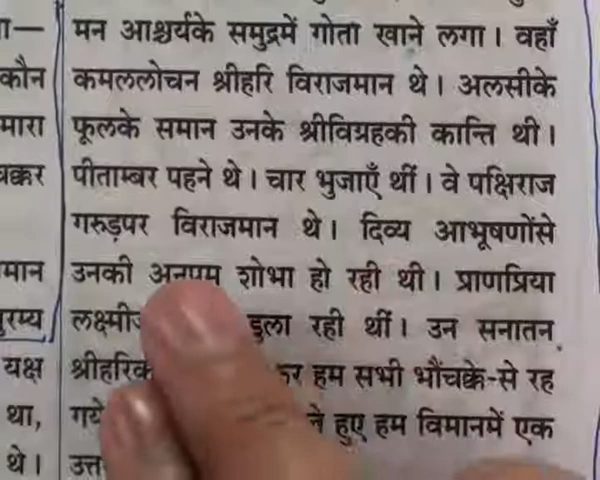 ा— मन आश्चर्यके समुद्रमें गोता खाने लगा। वहाँ
कौन कमललोचन श्रीहरि विराजमान थे। अलसीके
मारा फूलके समान उनके श्रीविग्रहकी कान्ति थी।
क्कर पीताम्बर पहने थे। चार भुजाएँ थीं। वे पक्षिराज
गरुड़पर विराजमान थे। दिव्य आभूषणोंसे
मान उनकी अनुपम शोभा हो रही थी। प्राणप्रिया
ुरम्य डुला रही थीं। उन सनातन
यक्ष हम सभी भौंचक्के-से रह
था, गये हुए हम विमानमें एक
थे।